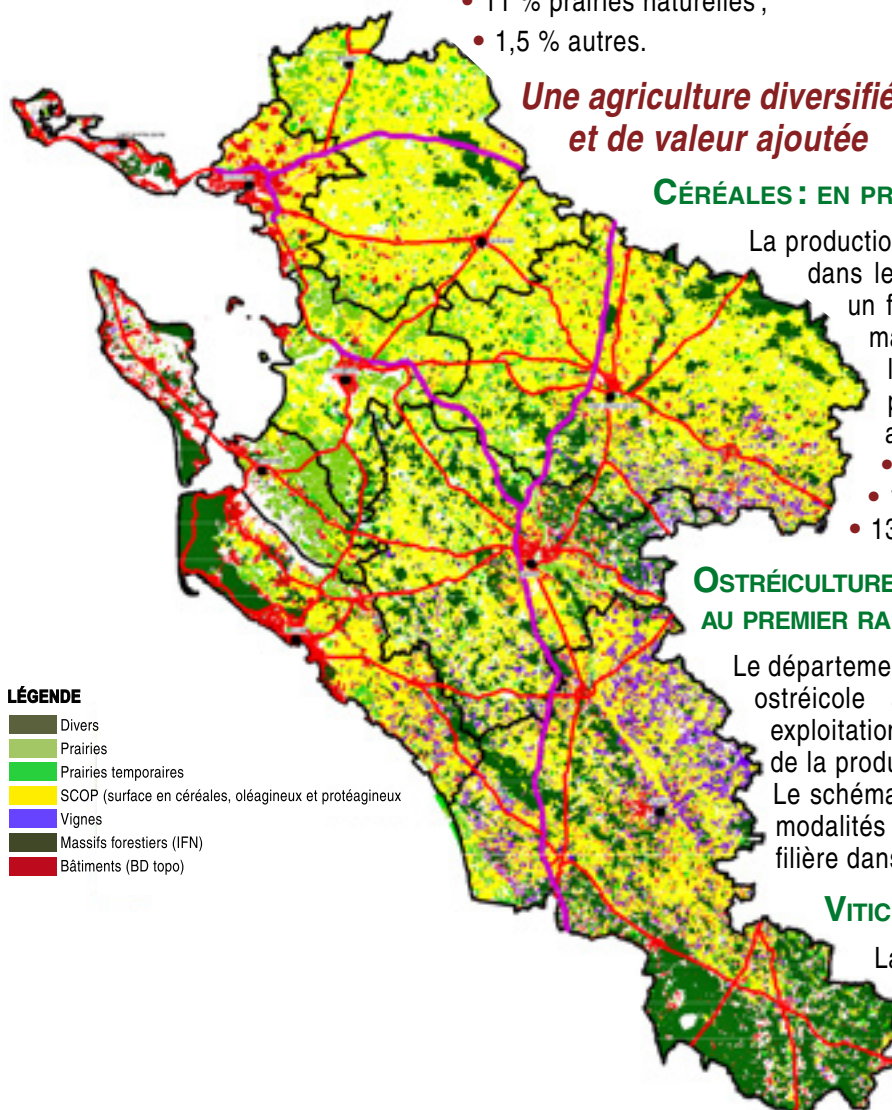 • 11 % prairies naturelles ;
• 1,5 % autres.
Une agriculture diversifié
et de valeur ajoutée
CÉRÉALES : EN PR
La productio
dans le
un f
ma
l
p
a
•
•
• 13
OSTRÉICULTURE
AU PREMIER RA
Le départeme
ostréicole
exploitation
de la produ
Le schéma
modalités
filière dans
VITIC
La
LÉGENDE
Divers
Prairies
Prairies temporaires
SCOP (surface en céréales, oléagineux et protéagineux
Vignes
Massifs forestiers (IFN)
Bâtiments (BD topo)